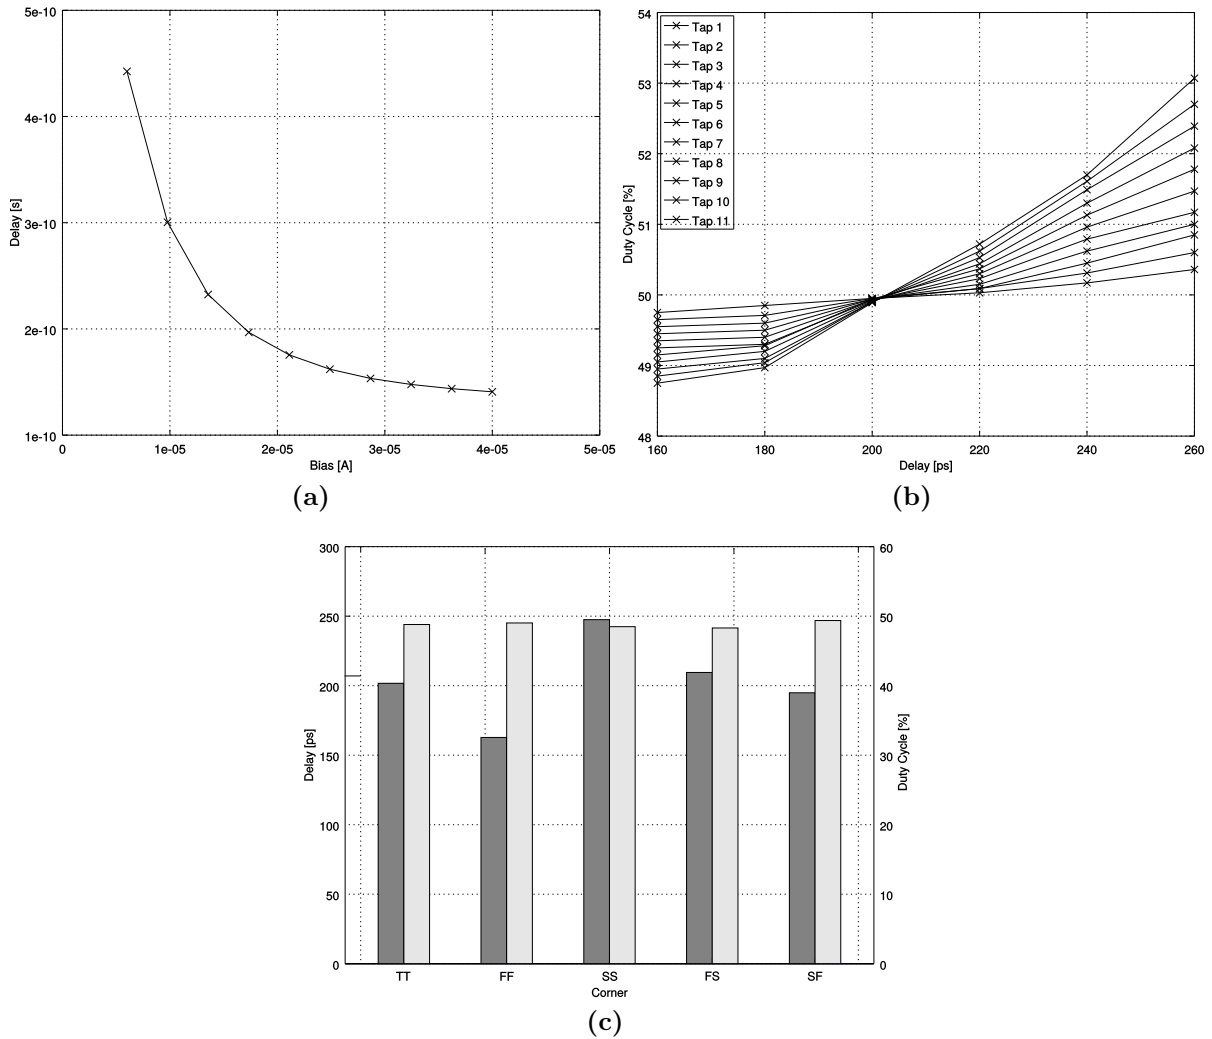 5e-10
4e-10
3e-10
2e-10
1e-10
Delay [s]
0
1e-05
2e-05
3e-05
4e-05
5e-05
Bias [A]
(a)
54
53
52
51
50
49
48
Duty Cycle [%]
Tap 1
Tap 2
Tap 3
Tap 4
Tap 5
Tap 6
Tap 7
Tap 8
Tap 9
Tap 10
Tap 11
160
180
200
220
240
260
Delay [ps]
(b)
300
250
200
150
100
50
0
Delay [ps]
60
50
40
30
20
10
0
Duty Cycle [%]
TT
FF
SS
FS
SF
Corner
(c)